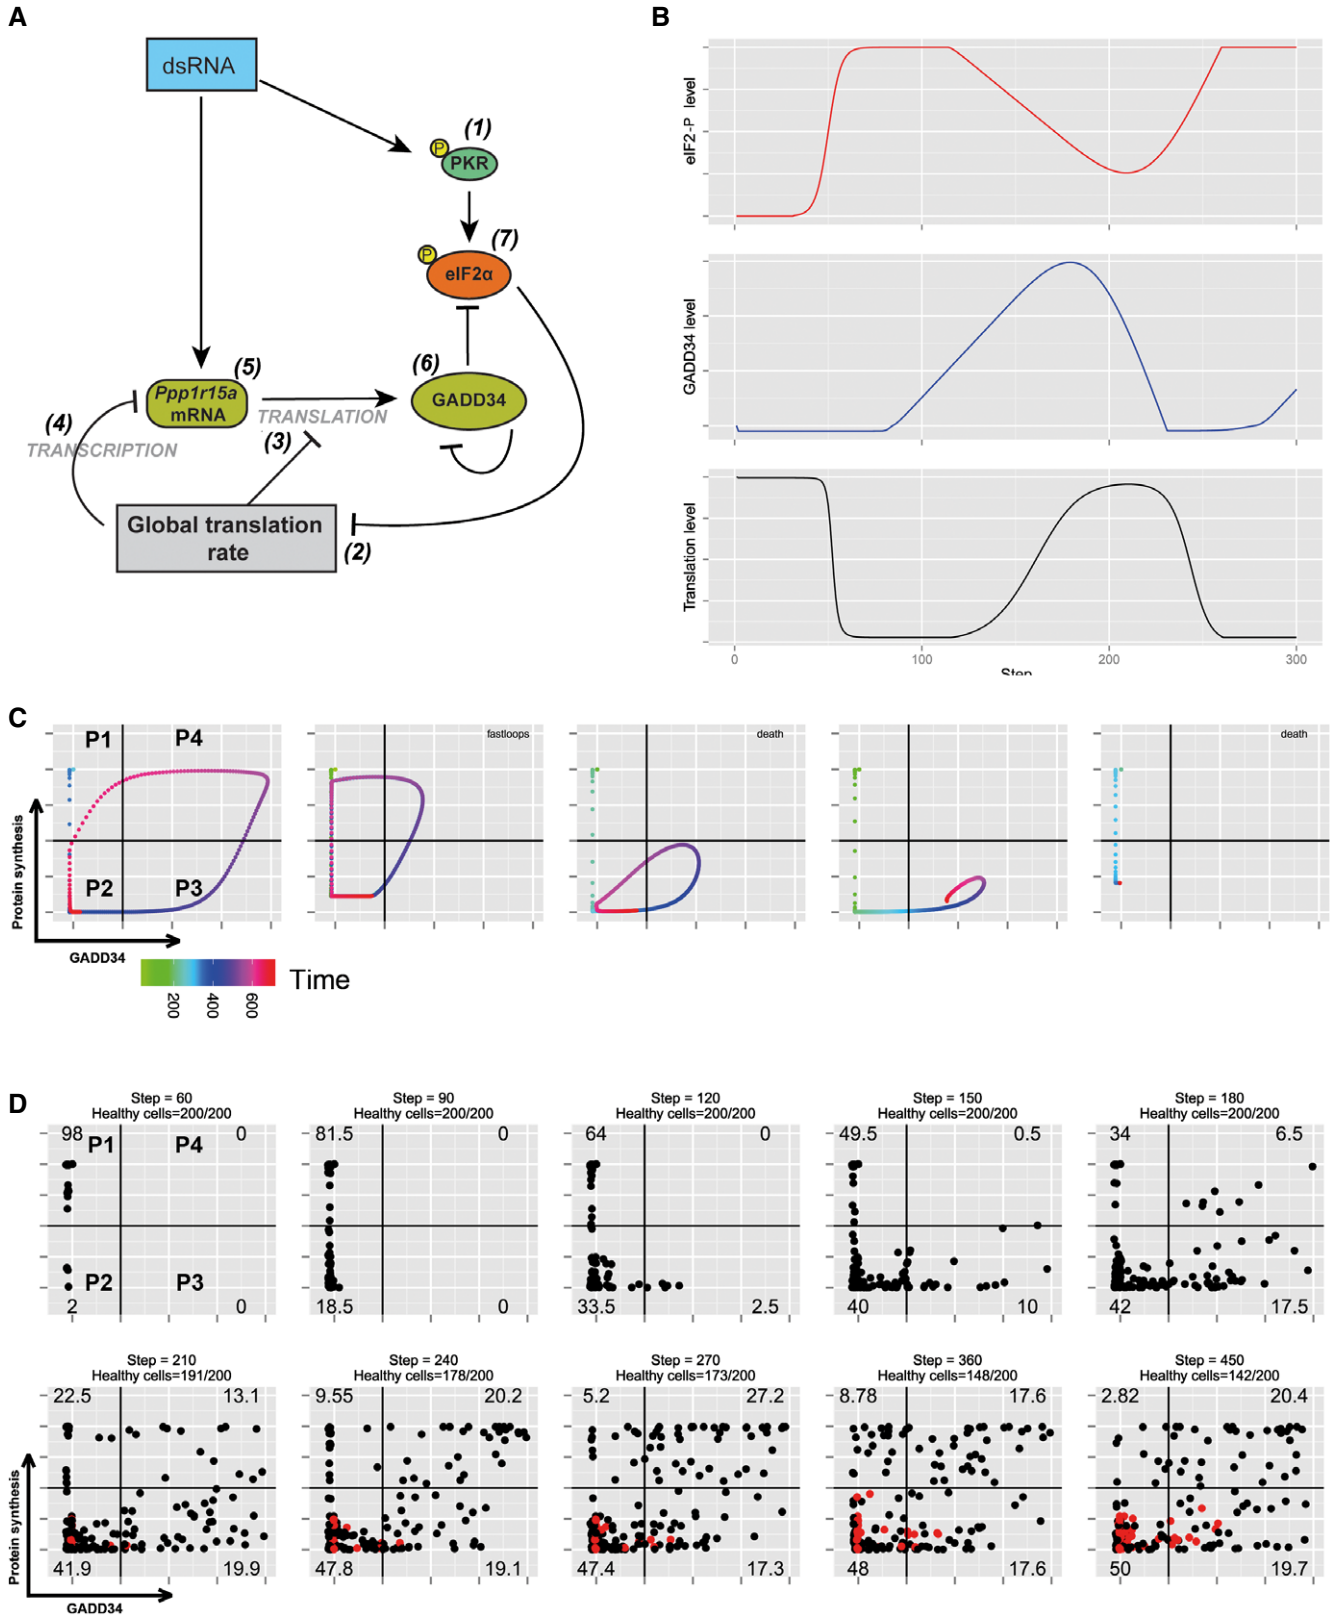 A
dsRNA
(1)
P
PKR
(7)
P
eIF2α
(5)
(6)
Ppp1r15a
mRNA
GADD34
TRANSLATION
(4)
(3)
TRANSCRIPTION
Global translation
rate
(2)
B
eIF2-P level
GADD34 level
Translation level
0
100
200
300
Step
C
P1
P4
P2
P3
fastloops
death
death
Protein synthesis
GADD34
200
400
600
Time
D
Step = 60
Healthy cells=200/200
98
P1
P4
0
P2
P3
2
0
Step = 90
Healthy cells=200/200
81.5
0
18.5
0
Step = 120
Healthy cells=200/200
64
0
33.5
2.5
Step = 150
Healthy cells=200/200
49.5
0.5
40
10
Step = 180
Healthy cells=200/200
34
6.5
42
17.5
Step = 210
Healthy cells=191/200
22.5
13.1
41.9
19.9
Step = 240
Healthy cells=178/200
9.55
20.2
47.8
19.1
Step = 270
Healthy cells=173/200
5.2
27.2
47.4
17.3
Step = 360
Healthy cells=148/200
8.78
17.6
48
17.6
Step = 450
Healthy cells=142/200
2.82
20.4
50
19.7
Protein synthesis
GADD34